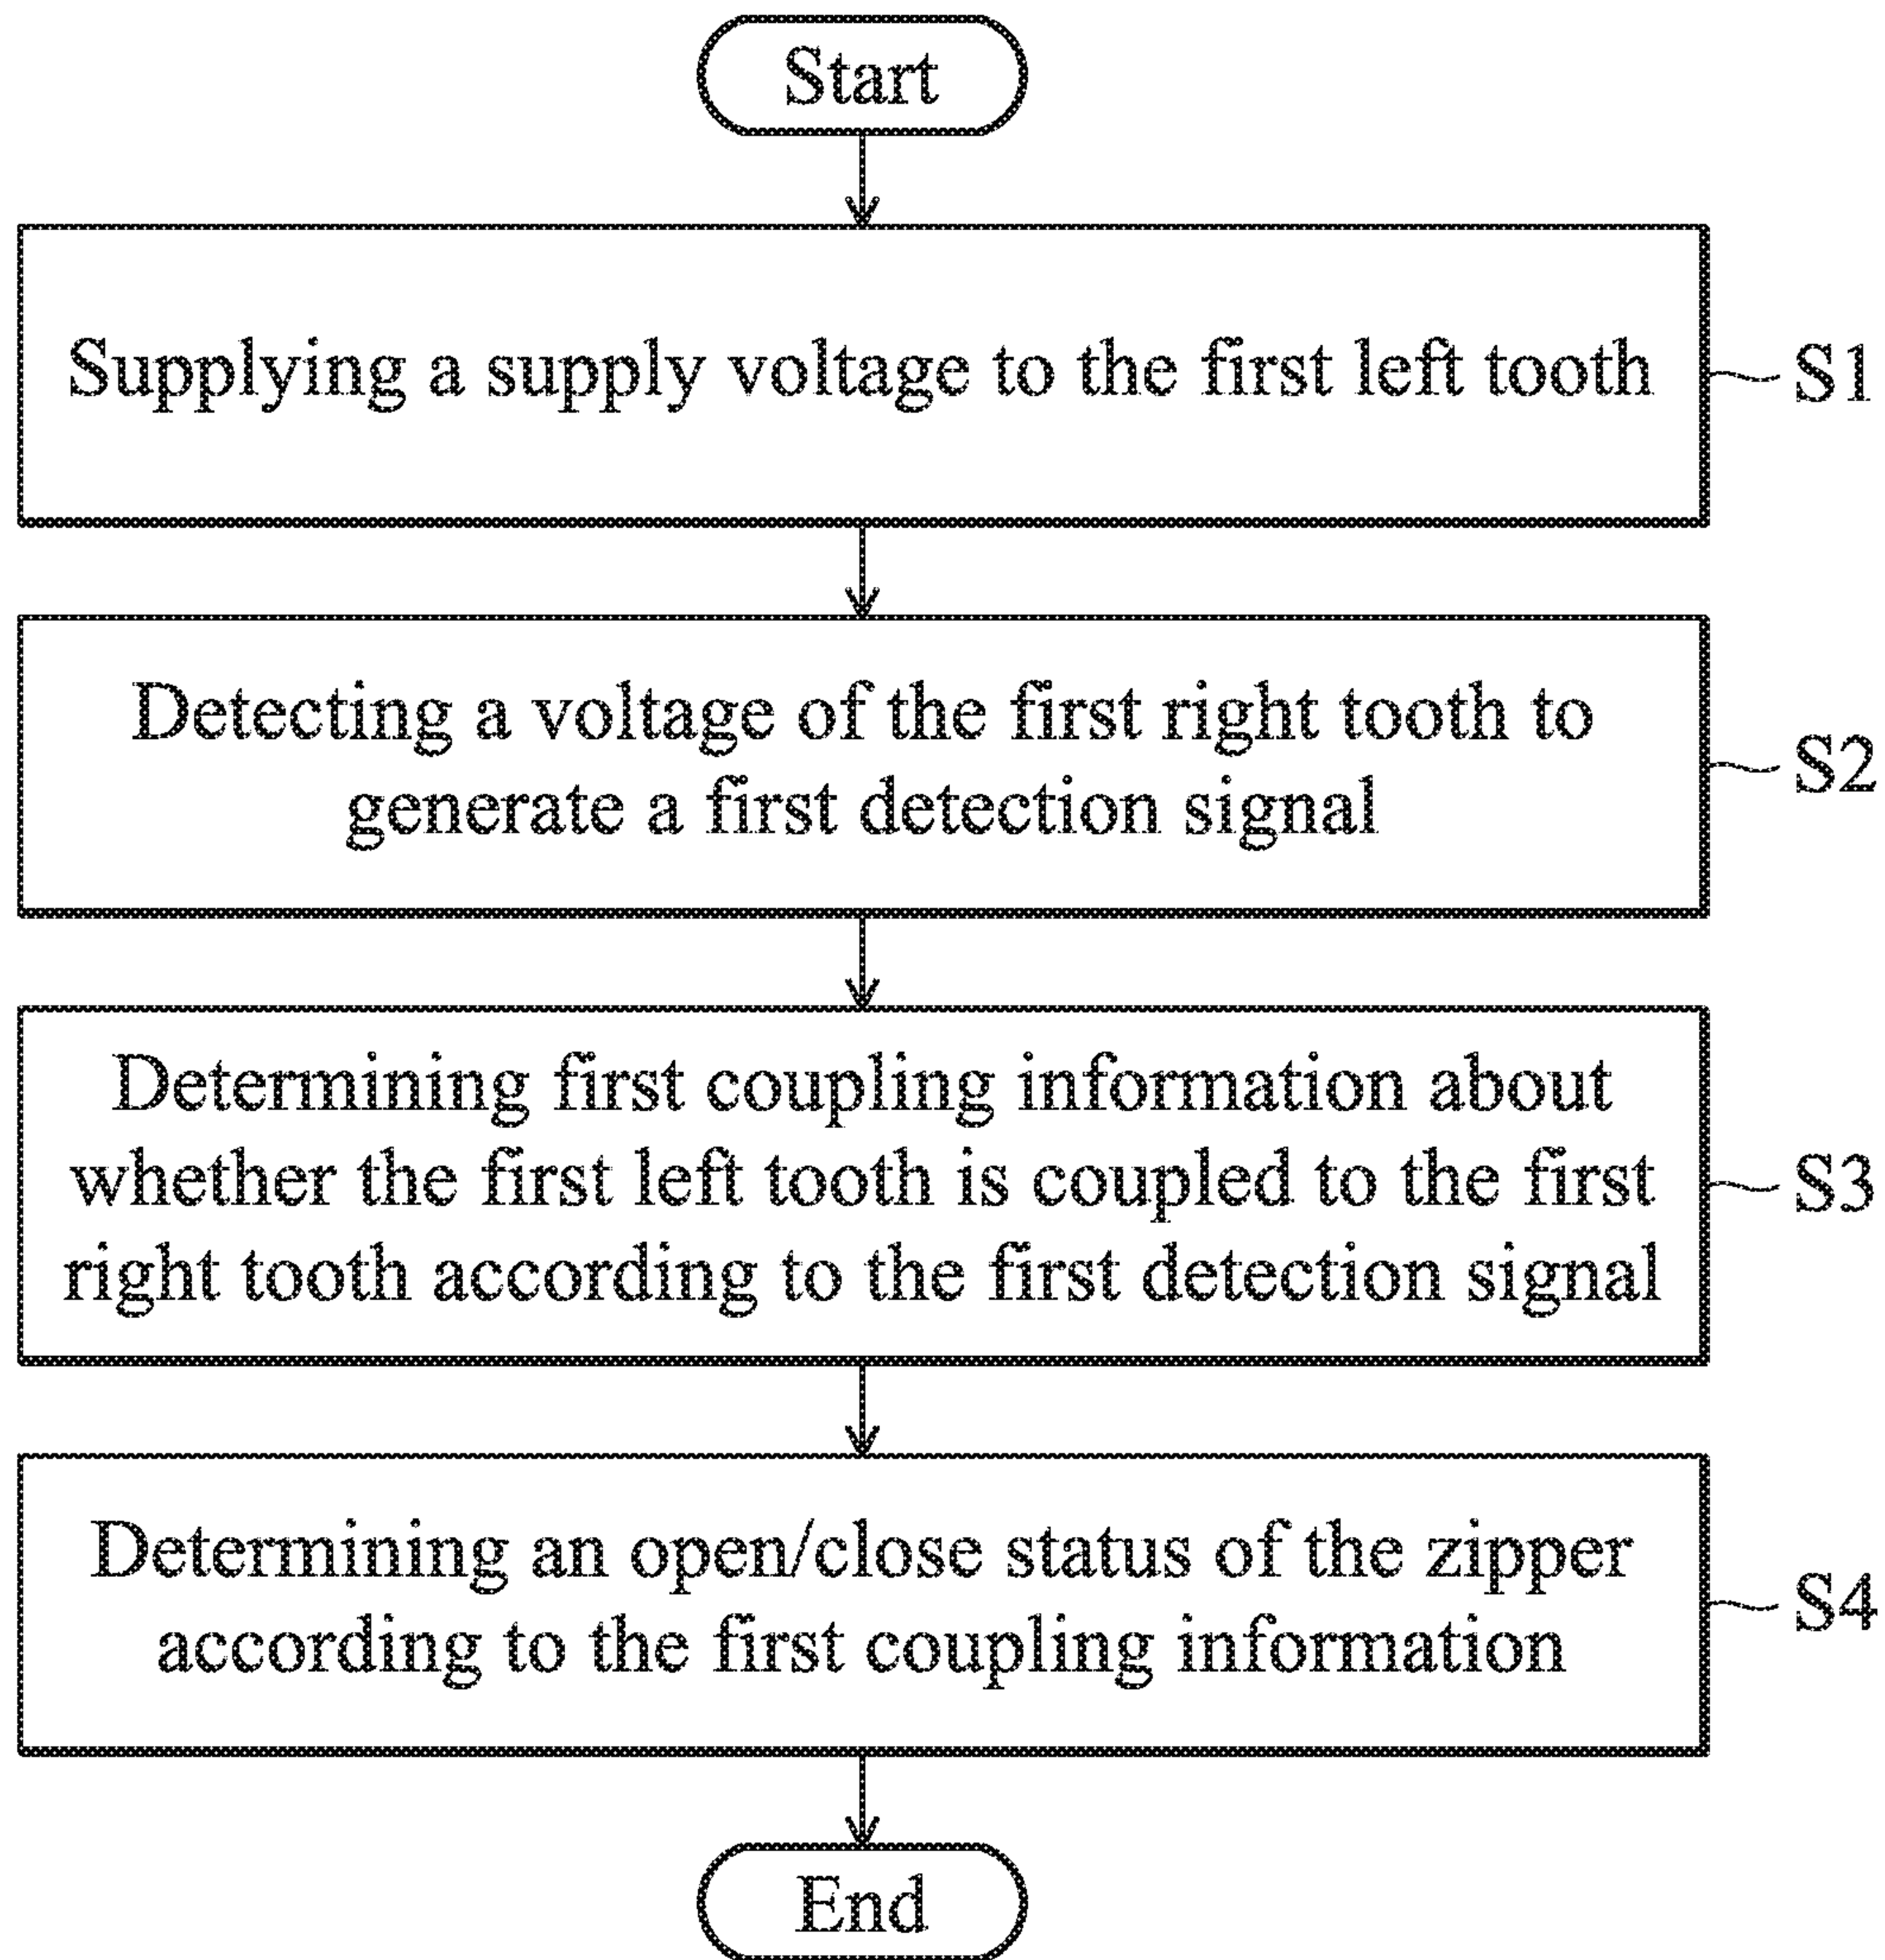 Start
Supplying a supply voltage to the first left tooth
S1
Detecting a voltage of the first right tooth to
generate a first detection signal
S2
Determining first coupling information about
whether the first left tooth is coupled to the first
right tooth according to the first detection signal
S3
Determining an open/close status of the zipper
according to the first coupling information
S4
End